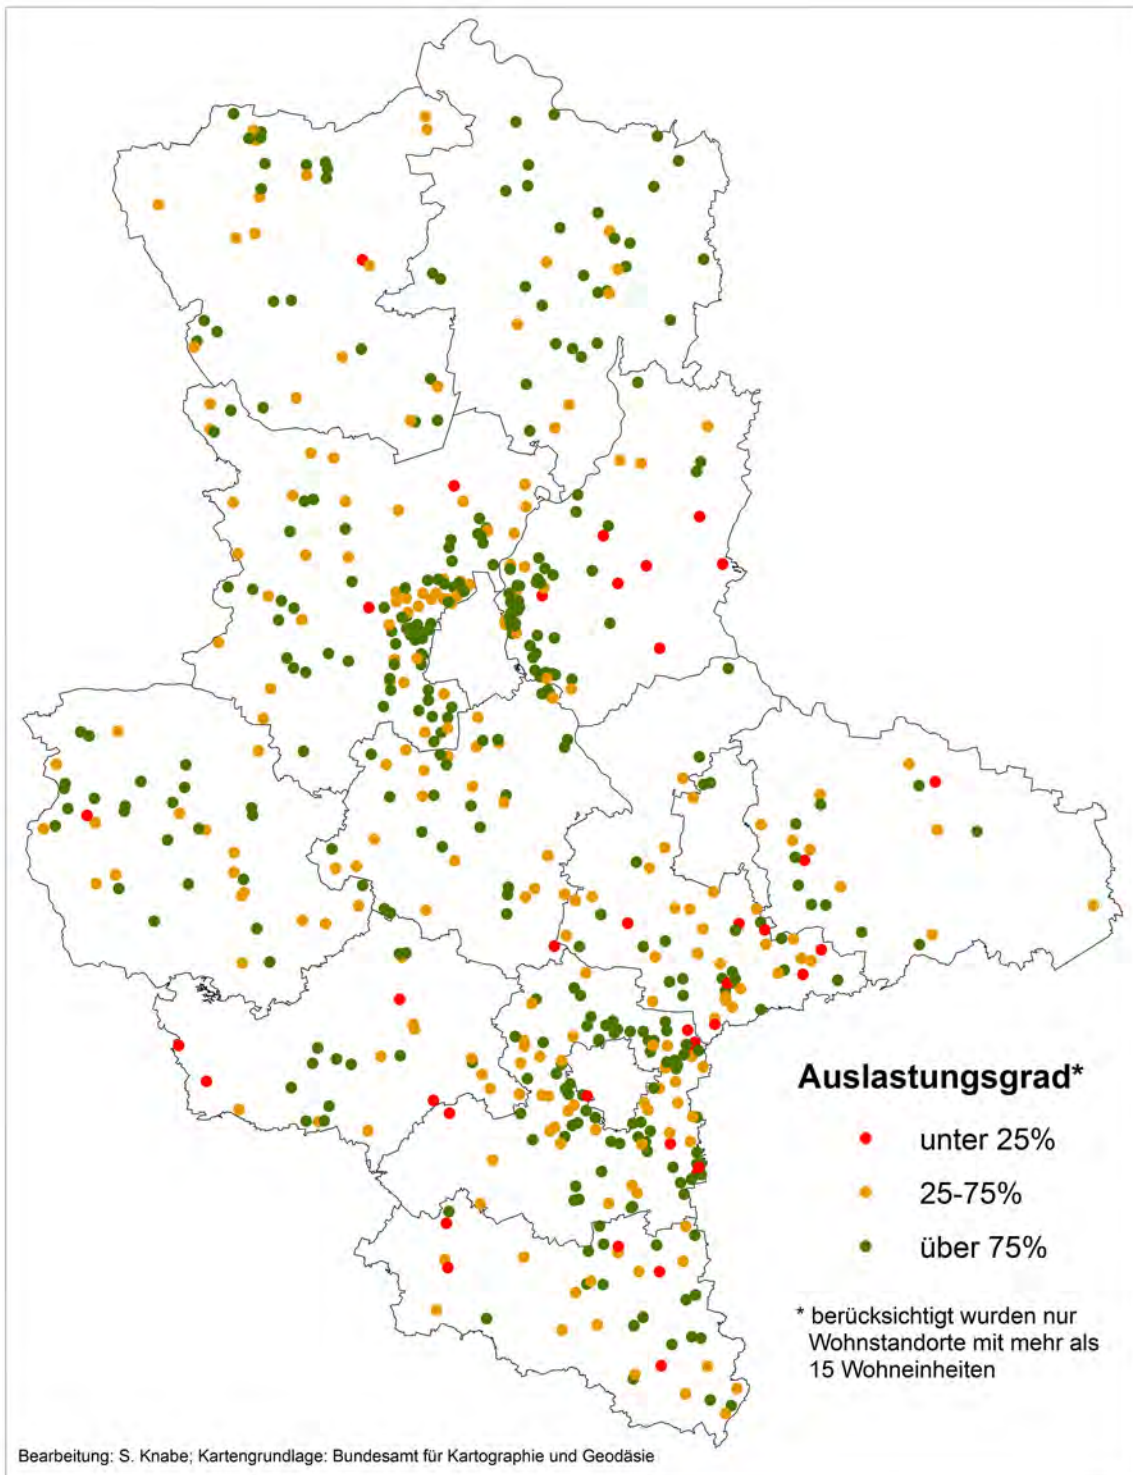 Auslastungsgrad*
unter 25%
25-75%
über 75%
* berücksichtigt wurden nur
Wohnstandorte mit mehr als
15 Wohneinheiten
Bearbeitung: S. Knabe; Kartengrundlage: Bundesamt für Kartographie und Geodäsie